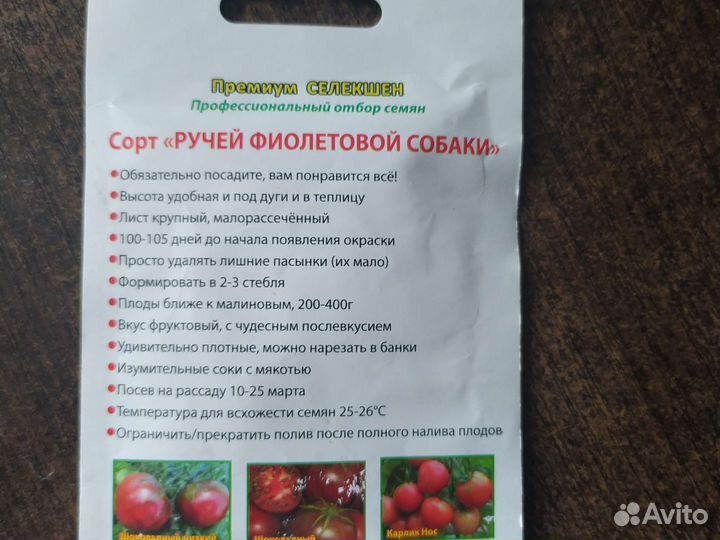 Премиум СЕЛЕКШЕН
Профессиональный отбор семян
Сорт «РУЧЕЙ ФИОЛЕТОВОЙ СОБАКИ»
•Обязательно посадите, вам понравится всё!
•Высота удобная и под дуги и в теплицу
•Лист крупный, малорассечённый
•100-105 дней до начала появления окраски
•Просто удалять лишние пасынки (их мало)
•Формировать в 2-3 стебля
•Плоды ближе к малиновым, 200-400г
•Вкус фруктовый, с чудесным послевкусием
•Удивительно плотные, можно нарезать в банки
•Изумительные соки с мякотью
•Посев на рассаду 10-25 марта
•Температура для всхожести семян 25-26°C
•Ограничить/прекратить полив после полного налива плодов
Шоколадный низкий
Шоколадный
Карлик Нос
Avito